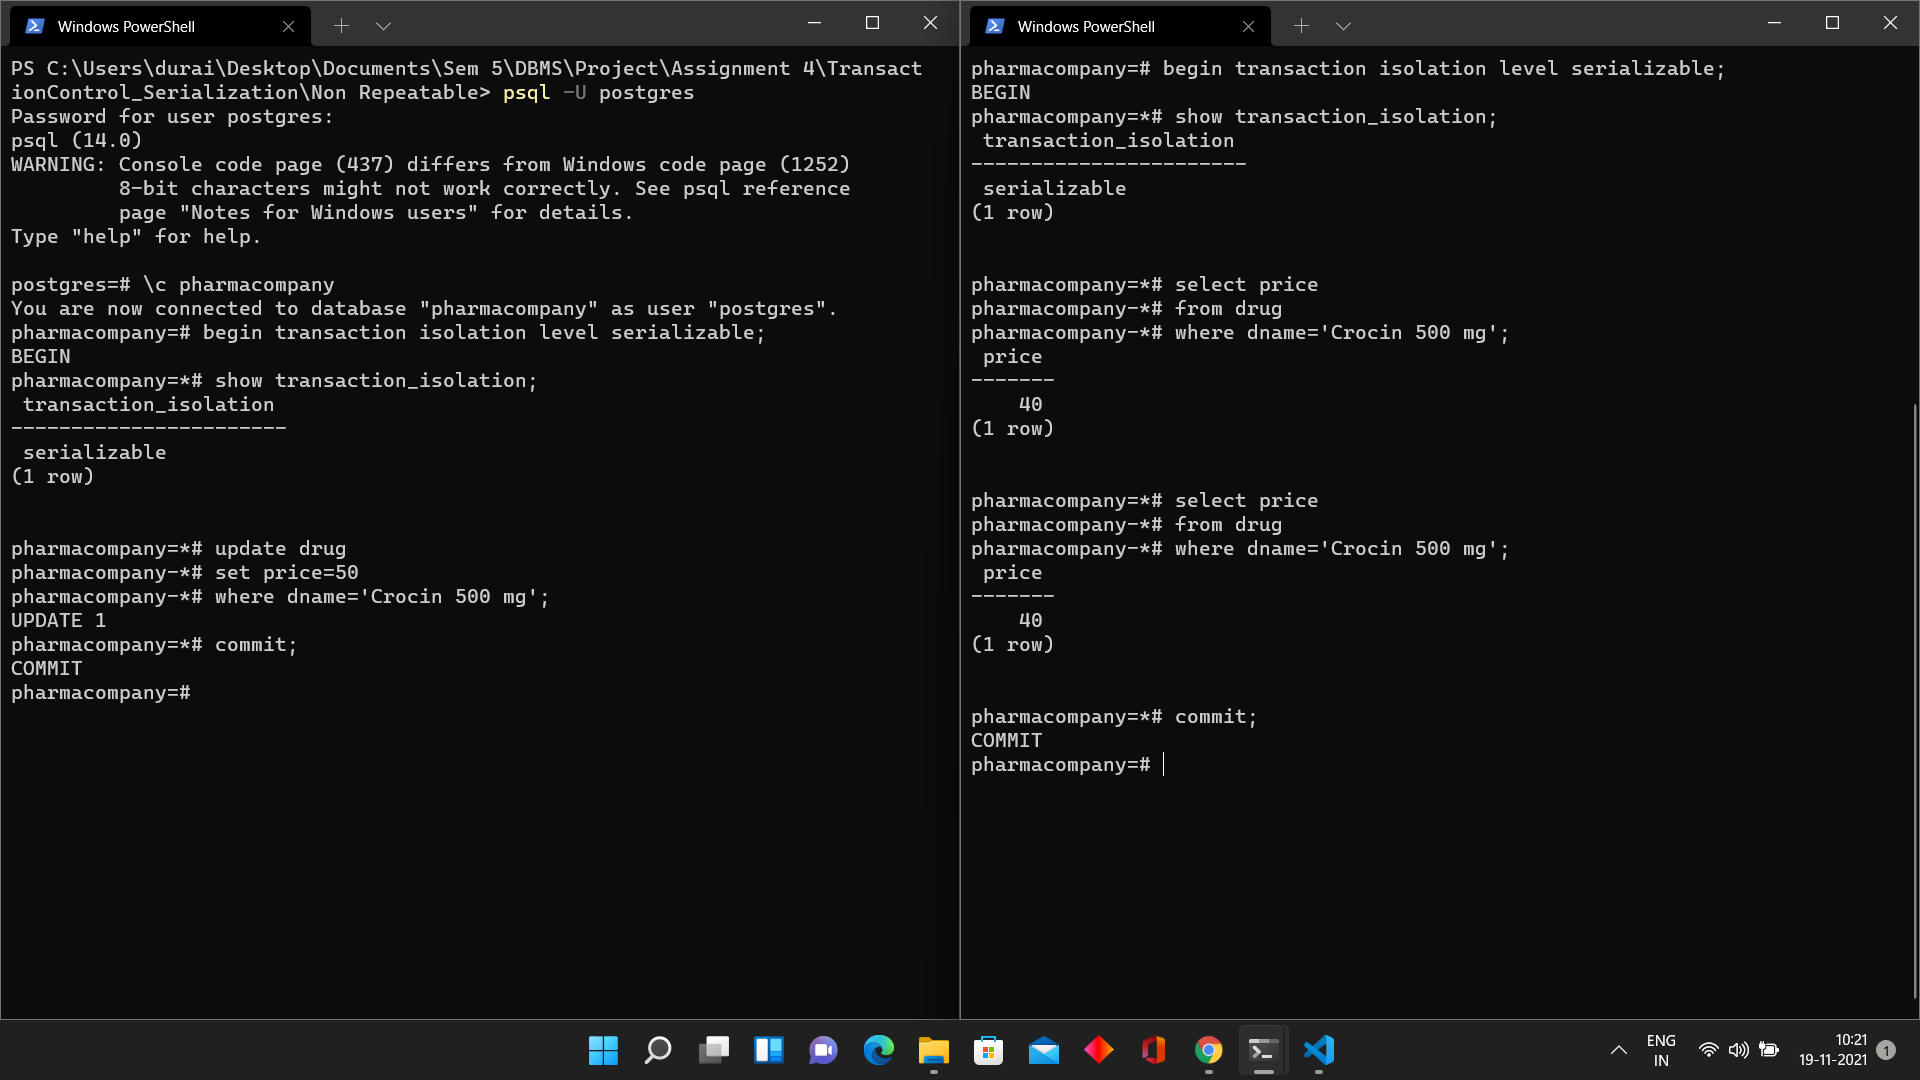 Windows PowerShell
PS C:\Users\durai\Desktop\Documents\Sem 5\DBMS\Project\Assignment 4\Transact
ionControl_Serialization\Non Repeatable> psql -U postgres
Password for user postgres:
psql (14.0)
WARNING: Console code page (437) differs from Windows code page (1252)
         8-bit characters might not work correctly. See psql reference
         page "Notes for Windows users" for details.
Type "help" for help.

postgres=# \c pharmacompany
You are now connected to database "pharmacompany" as user "postgres".
pharmacompany=# begin transaction isolation level serializable;
BEGIN
pharmacompany=*# show transaction_isolation;
 transaction_isolation
-----------------------
 serializable
(1 row)

pharmacompany=*# update drug
pharmacompany-*# set price=50
pharmacompany-*# where dname='Crocin 500 mg';
UPDATE 1
pharmacompany=*# commit;
COMMIT
pharmacompany=#
Windows PowerShell
pharmacompany=# begin transaction isolation level serializable;
BEGIN
pharmacompany=*# show transaction_isolation;
 transaction_isolation
-----------------------
 serializable
(1 row)

pharmacompany=*# select price
pharmacompany-*# from drug
pharmacompany-*# where dname='Crocin 500 mg';
 price
-------
    40
(1 row)

pharmacompany=*# select price
pharmacompany-*# from drug
pharmacompany-*# where dname='Crocin 500 mg';
 price
-------
    40
(1 row)

pharmacompany=*# commit;
COMMIT
pharmacompany=#
ENG
IN
10:21
19-11-2021
1